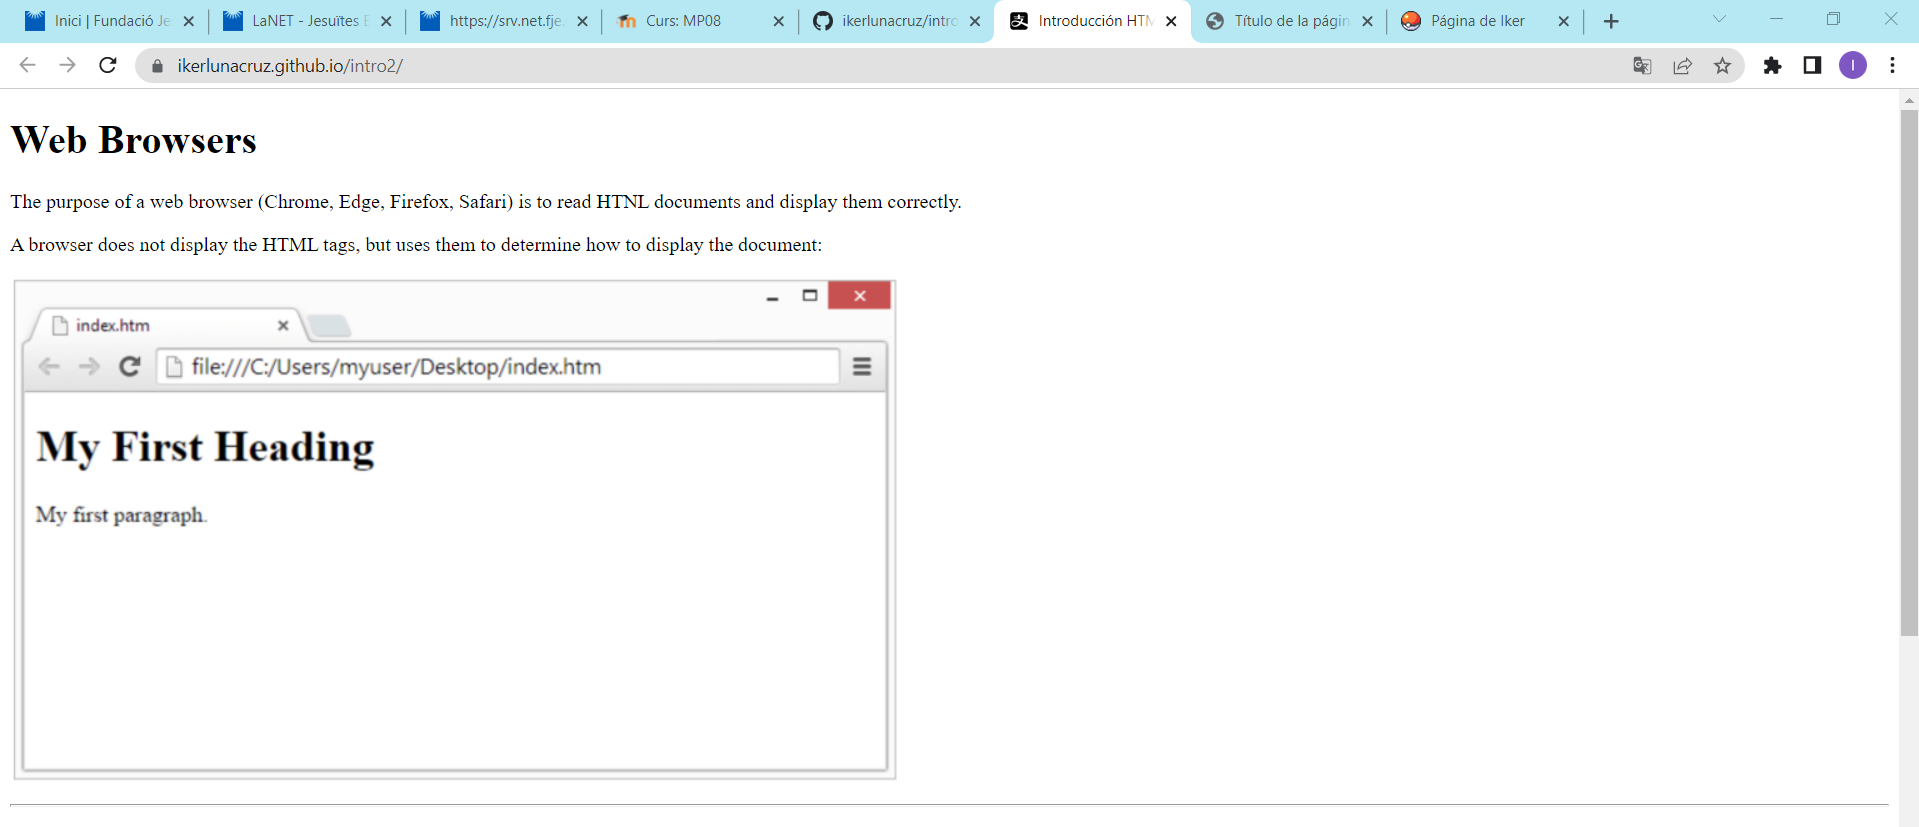 Inici | Fundació Je
LaNET - Jesuïtes E
https://srv.net.fje.
Curs: MP08
ikerlunacruz/intro
Introducción HTM
Título de la págin
Página de Iker
ikerlunacruz.github.io/intro2/
I
Web Browsers
The purpose of a web browser (Chrome, Edge, Firefox, Safari) is to read HTNL documents and display them correctly.
A browser does not display the HTML tags, but uses them to determine how to display the document:
index.htm
file:///C:/Users/myuser/Desktop/index.htm
My First Heading
My first paragraph.